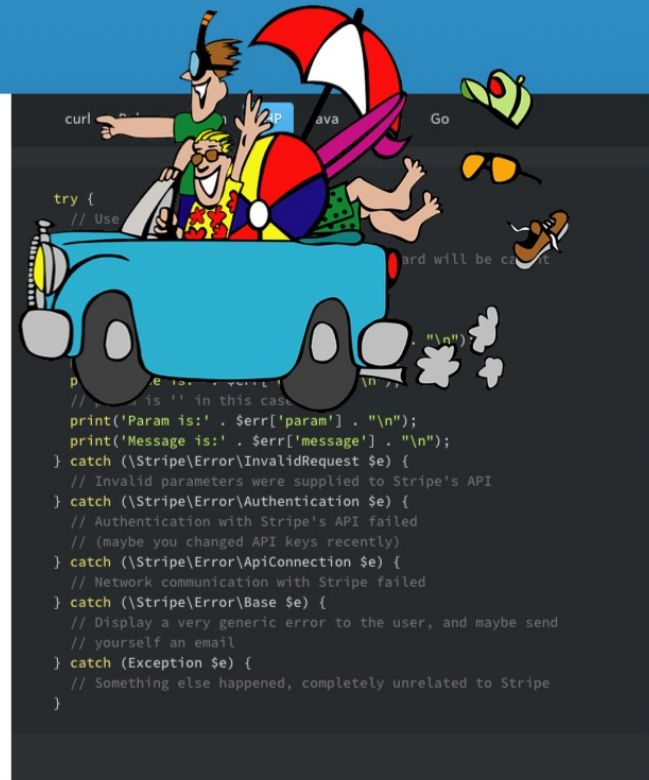 curl Go
try {
// Use
ard will be
"\n");
// is '' in this case
print('Param is:' . $err['param'] . "\n");
print('Message is:' . $err['message'] . "\n");
} catch (\Stripe\Error\InvalidRequest $e) {
// Invalid parameters were supplied to Stripe's API
} catch (\Stripe\Error\Authentication $e) {
// Authentication with Stripe's API failed
// (maybe you changed API keys recently)
} catch (\Stripe\Error\ApiConnection $e) {
// Network communication with Stripe failed
} catch (\Stripe\Error\Base $e) {
// Display a very generic error to the user, and maybe send
// yourself an email
} catch (Exception $e) {
// Something else happened, completely unrelated to Stripe
}